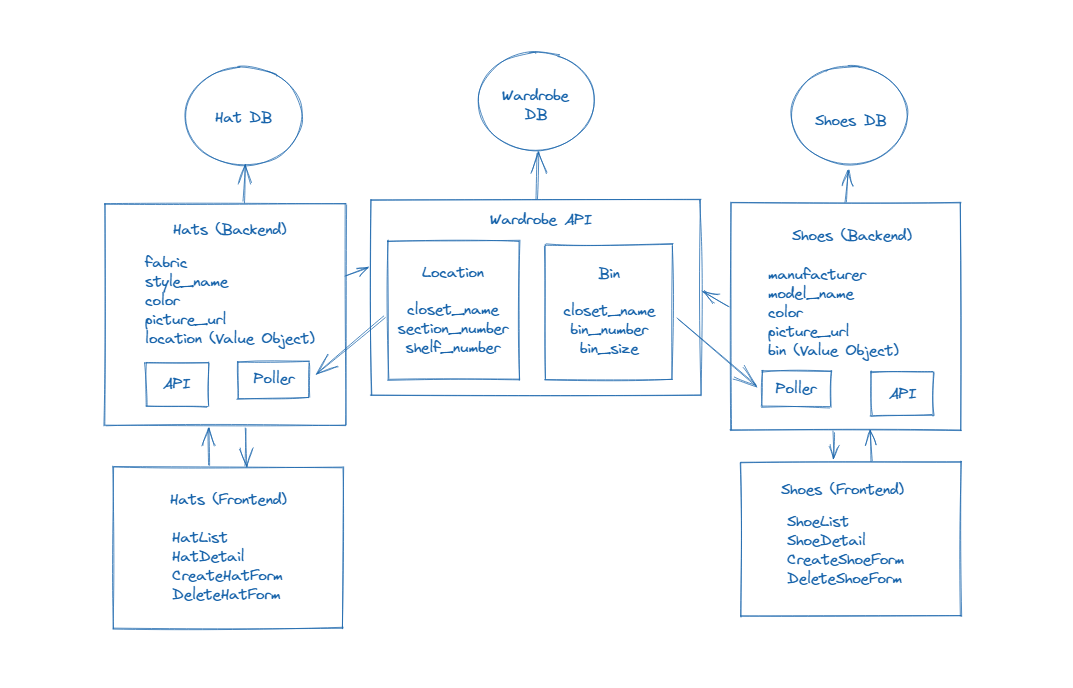 Hat DB
Wardrobe
DB
Shoes DB
Hats (Backend)
fabric
style_name
color
picture_url
location (Value Object)
API
Poller
Wardrobe API
Location
closet_name
section_number
shelf_number
Bin
closet_name
bin_number
bin_size
Shoes (Backend)
manufacturer
model_name
color
picture_url
bin (Value Object)
Poller
API
Hats (Frontend)
HatList
HatDetail
CreateHatForm
DeleteHatForm
Shoes (Frontend)
ShoeList
ShoeDetail
CreateShoeForm
DeleteShoeForm